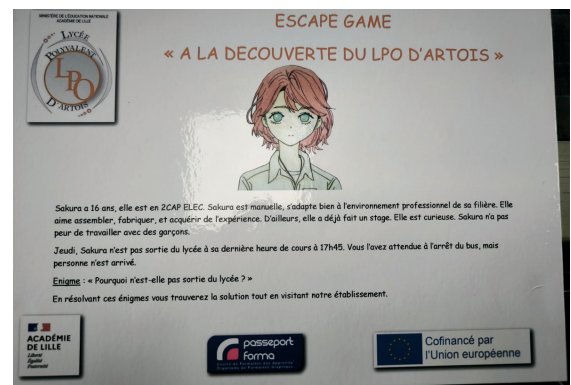 MINISTÈRE DE L'ÉDUCATION NATIONALE
ACADÉMIE DE LILLE
LYCÉE
POLYVALENT
LPO
D'ARTOIS
ESCAPE GAME
« A LA DECOUVERTE DU LPO D'ARTOIS »
Sakura a 16 ans, elle est en 2CAP ELEC. Sakura est manuelle, s'adapte bien à l'environnement professionnel de sa filière. Elle
aime assembler, fabriquer, et acquérir de l'expérience. D'ailleurs, elle a déjà fait un stage. Elle est curieuse. Sakura n'a pas
peur de travailler avec des garçons.
Jeudi, Sakura n'est pas sortie du lycée à sa dernière heure de cours à 17h45. Vous l'avez attendue à l'arrêt du bus, mais
personne n'est arrivé.
Enigme : « Pourquoi n'est-elle pas sortie du lycée ? »
En résolvant ces énigmes vous trouverez la solution tout en visitant notre établissement.
ACADÉMIE
DE LILLE
Liberté
Égalité
Fraternité
passeport
forma
Cofinancé par
l'Union européenne